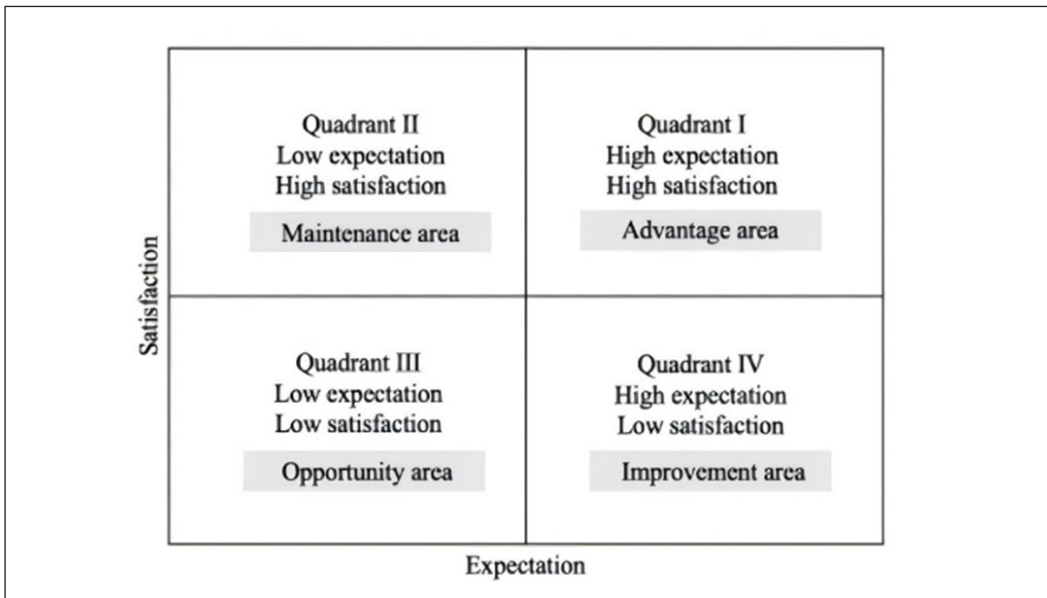 Quadrant II
Low expectation
High satisfaction
Maintenance area
Quadrant I
High expectation
High satisfaction
Advantage area
Satisfaction
Quadrant III
Low expectation
Low satisfaction
Opportunity area
Quadrant IV
High expectation
Low satisfaction
Improvement area
Expectation